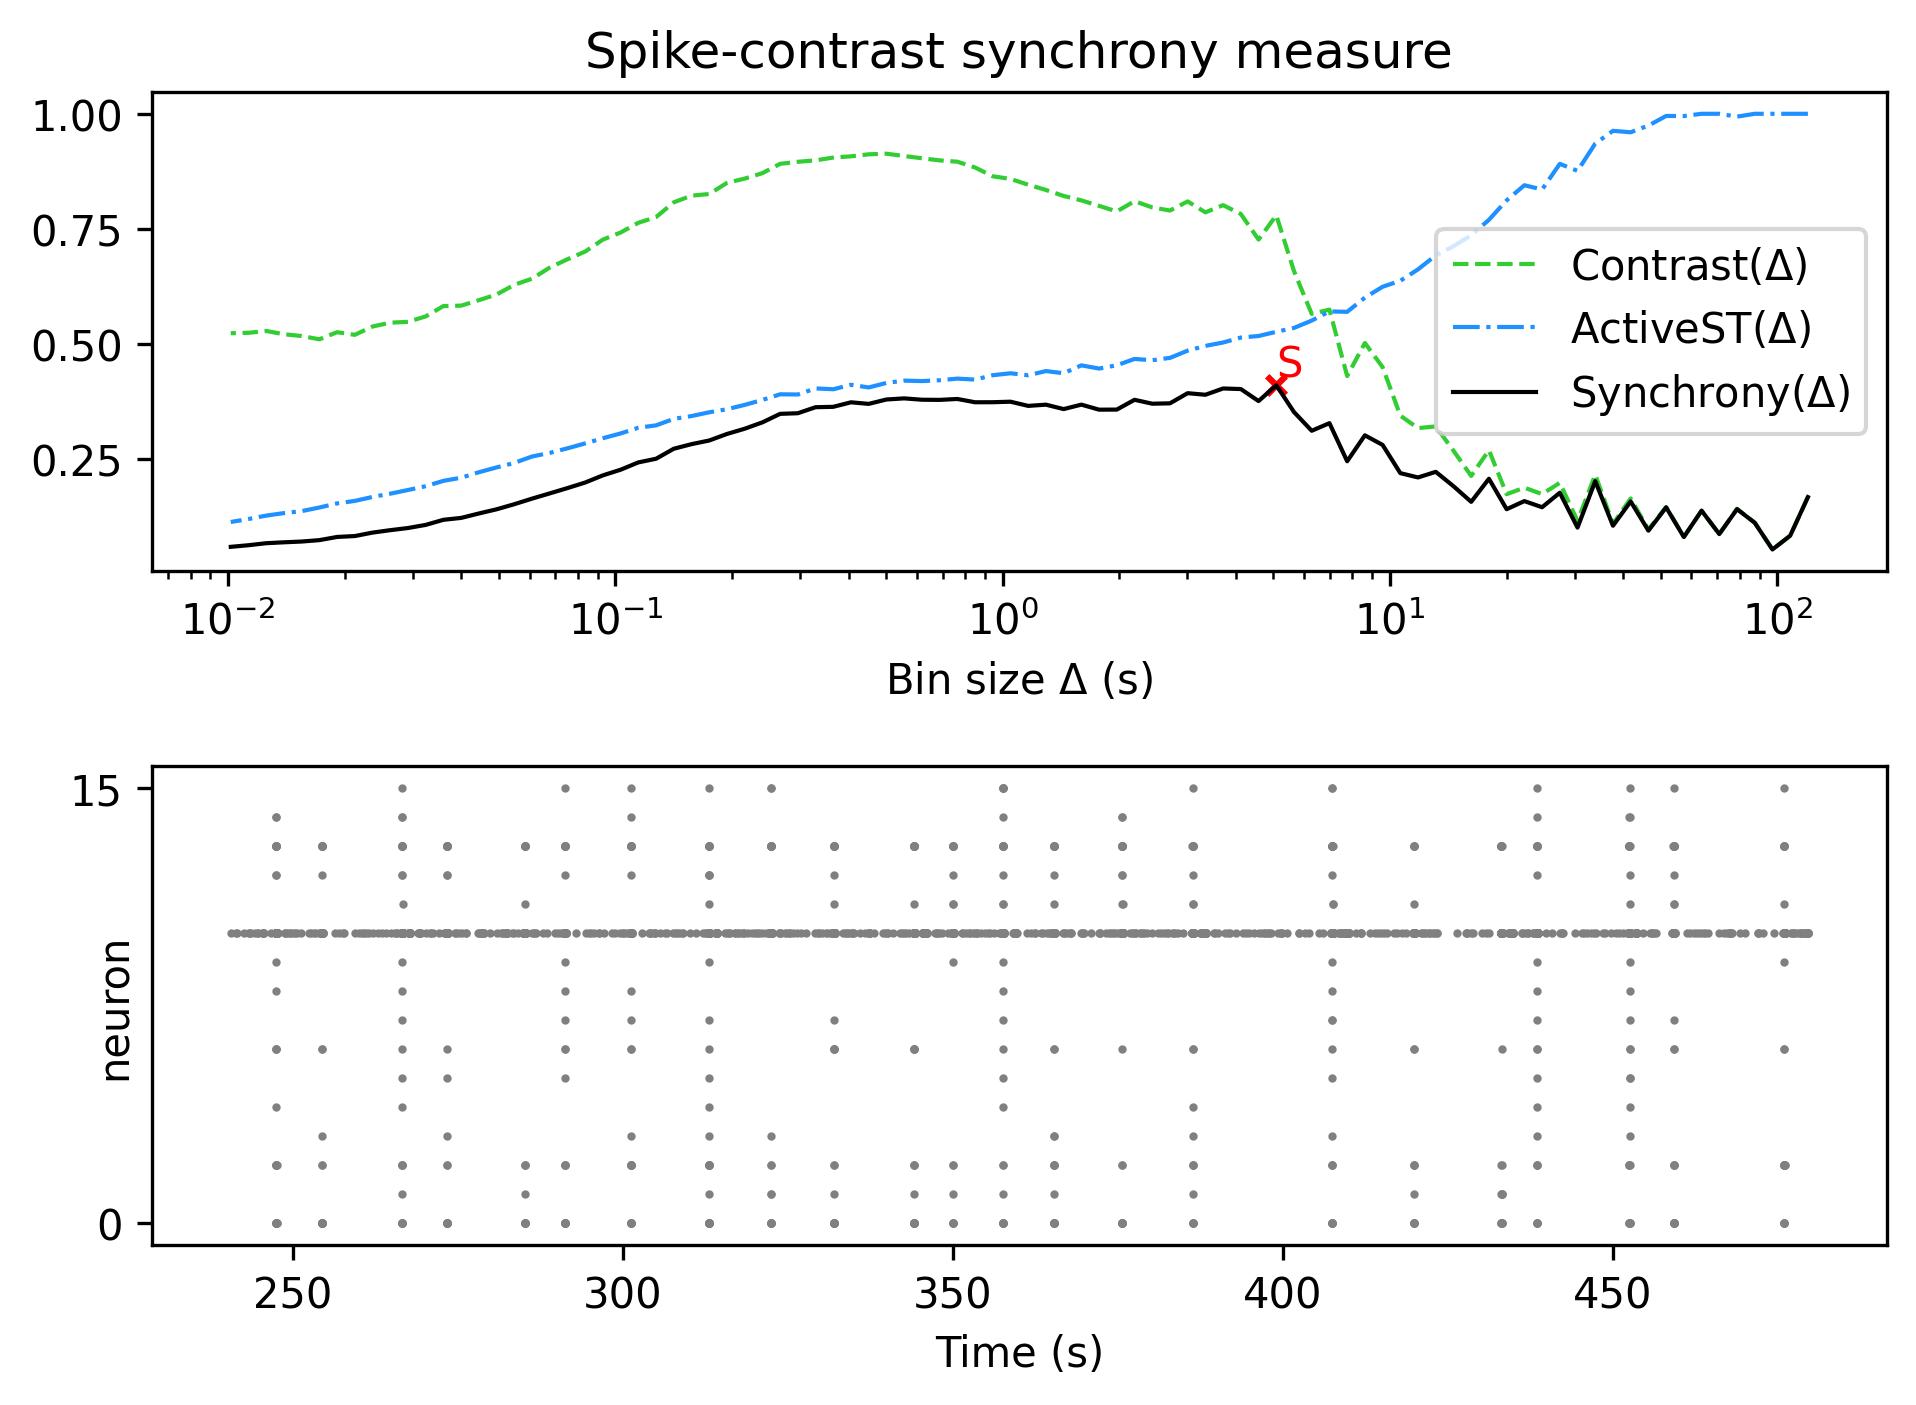 Spike-contrast synchrony measure
1.00
0.75
0.50
0.25
S
Contrast(Δ)
ActiveST(Δ)
Synchrony(Δ)
10⁻² 10⁻¹ 10⁰ 10¹ 10²
Bin size Δ (s)
15
0
neuron
250 300 350 400 450
Time (s)